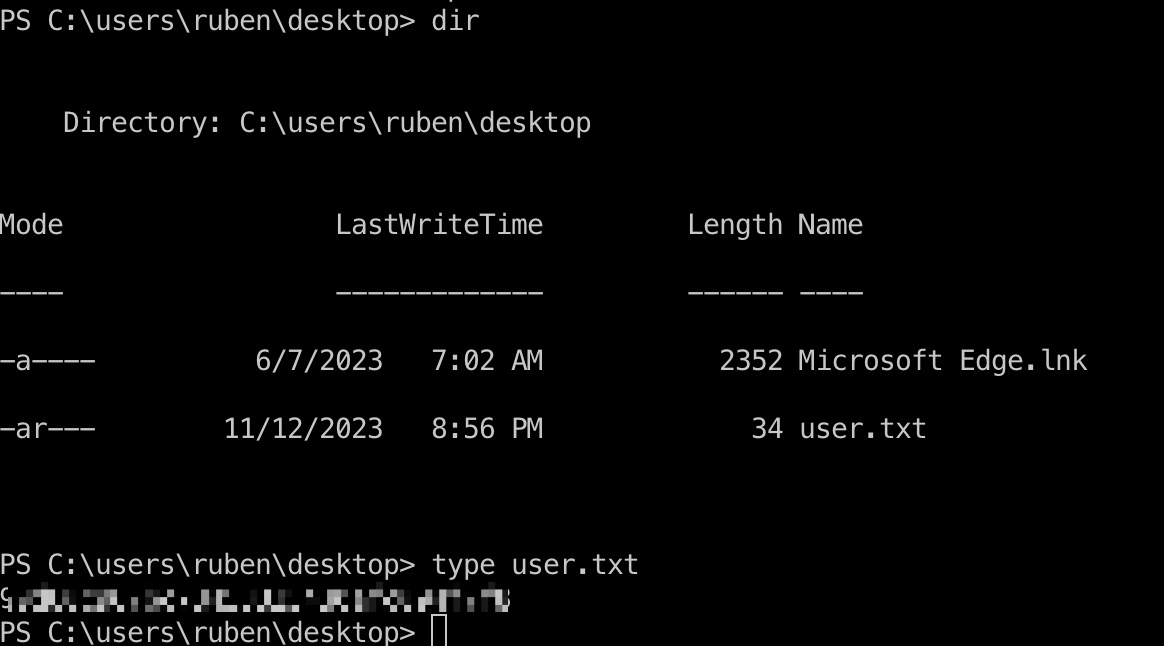 PS C:\users\ruben\desktop> dir
Directory: C:\users\ruben\desktop
Mode LastWriteTime Length Name
---- ------------- ------ ----
-a---- 6/7/2023 7:02 AM 2352 Microsoft Edge.lnk
-ar--- 11/12/2023 8:56 PM 34 user.txt
PS C:\users\ruben\desktop> type user.txt
PS C:\users\ruben\desktop>